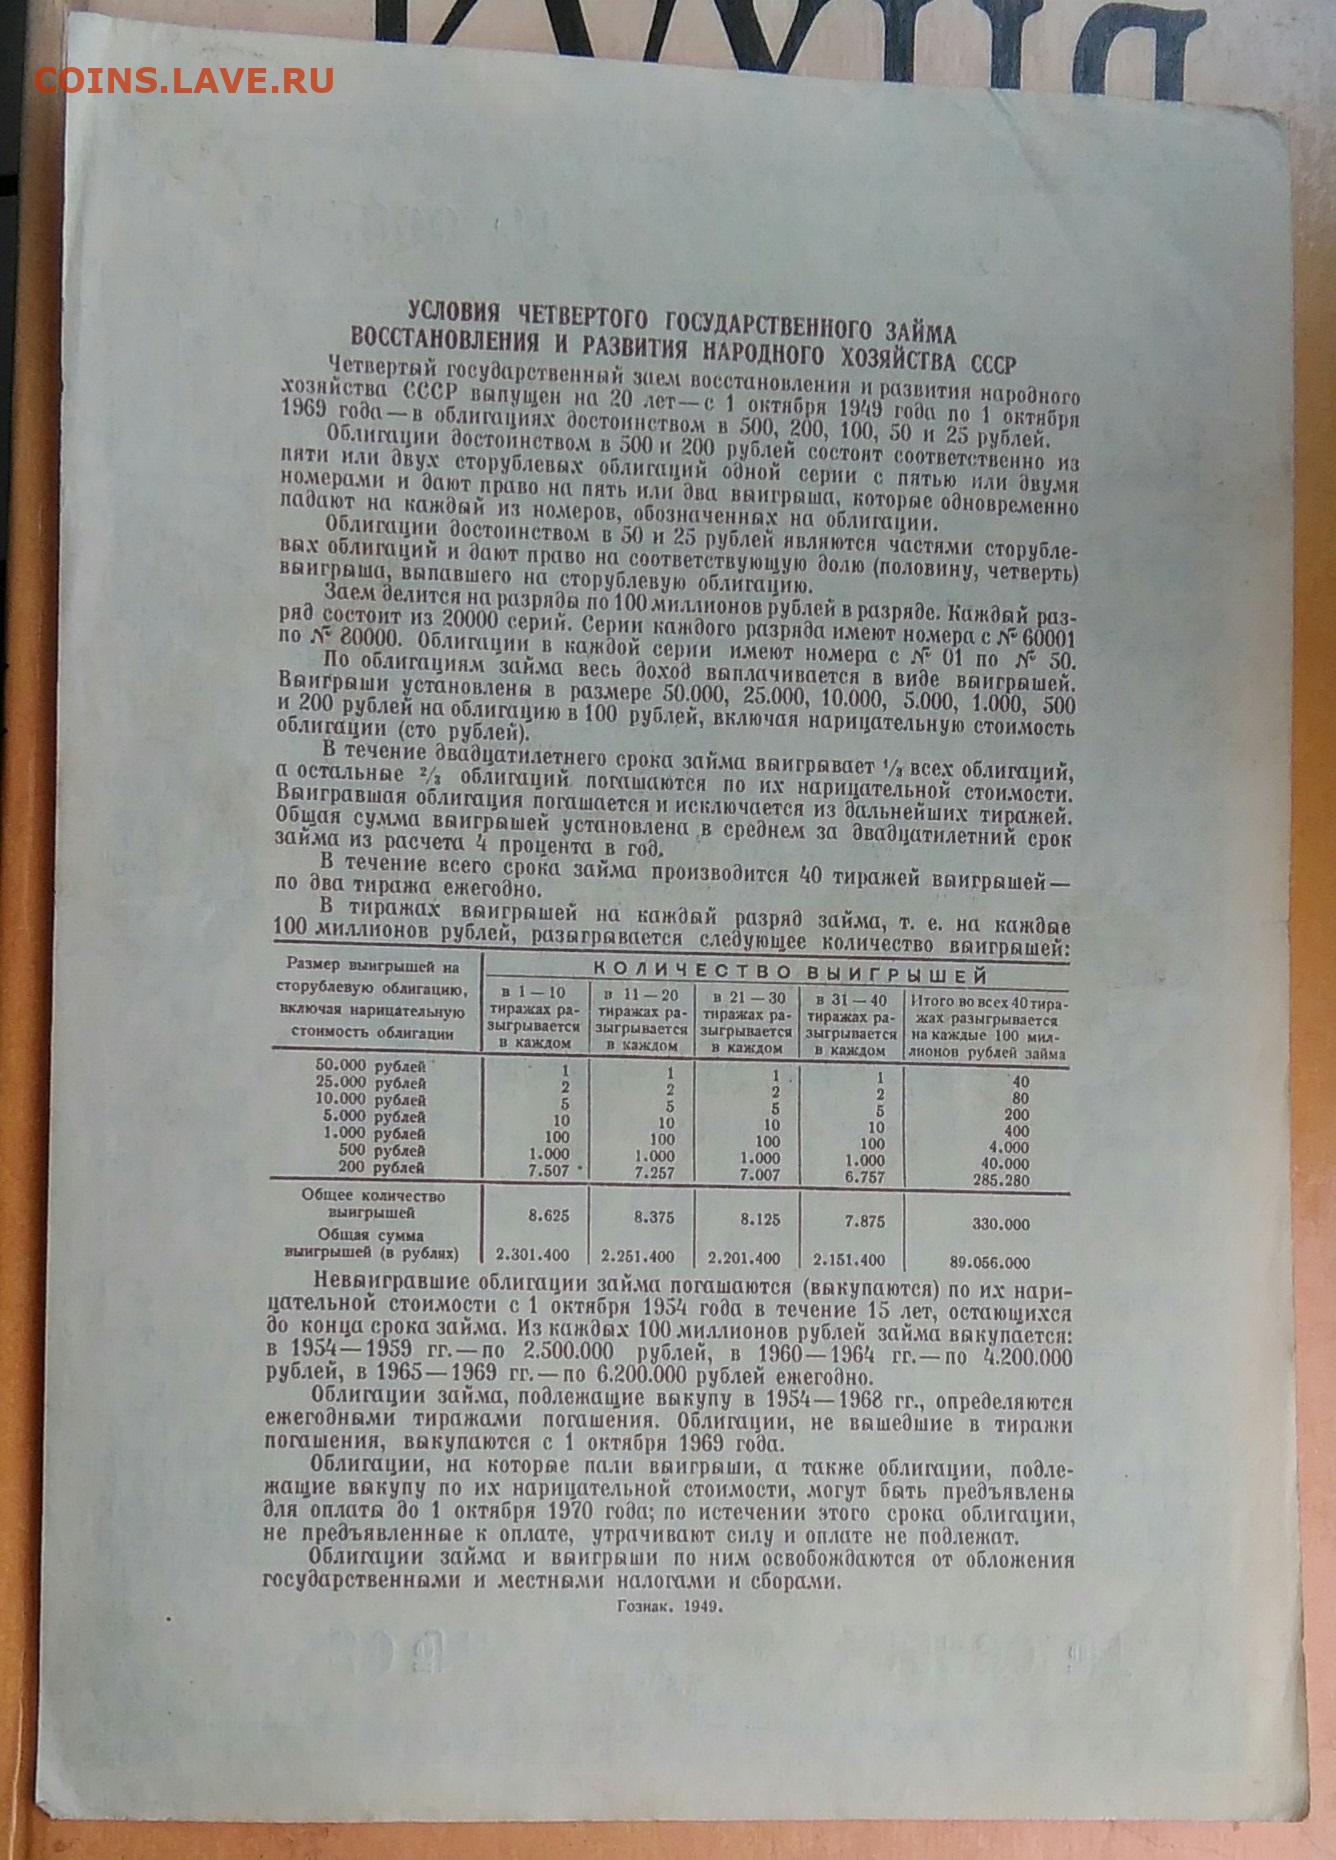 COINS.LAVE.RU
УСЛОВИЯ ЧЕТВЕРТОГО ГОСУДАРСТВЕННОГО ЗАЙМА
ВОССТАНОВЛЕНИЯ И РАЗВИТИЯ НАРОДНОГО ХОЗЯЙСТВА СССР
Четвертый государственный заем восстановления и развития народного
хозяйства СССР выпущен на 20 лет—с 1 октября 1949 года по 1 октября
1969 года—в облигациях достоинством в 500, 200, 100, 50 и 25 рублей.
Облигации достоинством в 500 и 200 рублей состоят соответственно из
пяти или двух сторублевых облигаций одной серии с пятью или двумя
номерами и дают право на пять или два выигрыша, которые одновременно
падают на каждый из номеров, обозначенных на облигации.
Облигации достоинством в 50 и 25 рублей являются частями сторубле-
вых облигаций и дают право на соответствующую долю (половину, четверть)
выигрыша, выпавшего на сторублевую облигацию.
Заем делится на разряды по 100 миллионов рублей в разряде. Каждый раз-
ряд состоит из 20000 серий. Серии каждого разряда имеют номера с № 60001
по № 80000. Облигации в каждой серии имеют номера с № 01 по № 50.
По облигациям займа весь доход выплачивается в виде выигрышей.
Выигрыши установлены в размере 50.000, 25.000, 10.000, 5.000, 1.000, 500
и 200 рублей на облигацию в 100 рублей, включая нарицательную стоимость
облигации (сто рублей).
В течение двадцатилетнего срока займа выигрывает 1/3 всех облигаций,
а остальные 2/3 облигаций погашаются по их нарицательной стоимости.
Выигравшая облигация погашается и исключается из дальнейших тиражей.
Общая сумма выигрышей установлена в среднем за двадцатилетний срок
займа из расчета 4 процента в год.
В течение всего срока займа производится 40 тиражей выигрышей—
по два тиража ежегодно.
В тиражах выигрышей на каждый разряд займа, т. е. на каждые
100 миллионов рублей, разыгрывается следующее количество выигрышей:
Размер выигрышей на
сторублевую облигацию,
включая нарицательную
стоимость облигации
КОЛИЧЕСТВО ВЫИГРЫШЕЙ
в 1—10
тиражах ра-
зыгрывается
в каждом
в 11—20
тиражах ра-
зыгрывается
в каждом
в 21—30
тиражах ра-
зыгрывается
в каждом
в 31—40
тиражах ра-
зыгрывается
в каждом
Итого во всех 40 тира-
жах разыгрывается
на каждые 100 мил-
лионов рублей займа
50.000 рублей 1 1 1 1 40
25.000 рублей 2 2 2 2 80
10.000 рублей 5 5 5 5 200
5.000 рублей 10 10 10 10 400
1.000 рублей 100 100 100 100 4.000
500 рублей 1.000 1.000 1.000 1.000 40.000
200 рублей 7.507 7.257 7.007 6.757 285.280
Общее количество
выигрышей 8.625 8.375 8.125 7.875 330.000
Общая сумма
выигрышей (в рублях) 2.301.400 2.251.400 2.201.400 2.151.400 89.056.000
Невыигравшие облигации займа погашаются (выкупаются) по их нари-
цательной стоимости с 1 октября 1954 года в течение 15 лет, остающихся
до конца срока займа. Из каждых 100 миллионов рублей займа выкупается:
в 1954—1959 гг.—по 2.500.000 рублей, в 1960—1964 гг.—по 4.200.000
рублей, в 1965—1969 гг.—по 6.200.000 рублей ежегодно.
Облигации займа, подлежащие выкупу в 1954—1968 гг., определяются
ежегодными тиражами погашения. Облигации, не вышедшие в тиражи
погашения, выкупаются с 1 октября 1969 года.
Облигации, на которые пали выигрыши, а также облигации, подле-
жащие выкупу по их нарицательной стоимости, могут быть предъявлены
для оплаты до 1 октября 1970 года; по истечении этого срока облигации,
не предъявленные к оплате, утрачивают силу и оплате не подлежат.
Облигации займа и выигрыши по ним освобождаются от обложения
государственными и местными налогами и сборами.
Гознак. 1949.